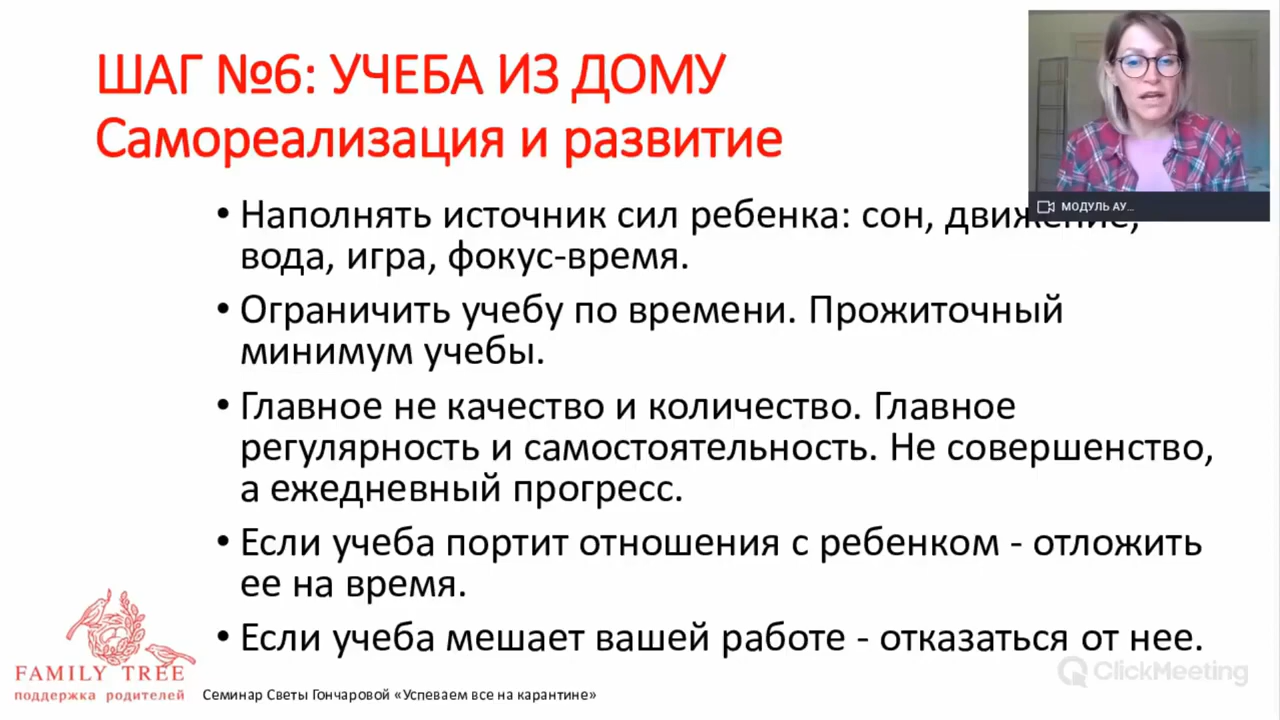 ШАГ №6: УЧЕБА ИЗ ДОМУ
Самореализация и развитие
• Наполнять источник сил ребенка: сон, движение,
вода, игра, фокус-время.
• Ограничить учебу по времени. Прожиточный
минимум учебы.
• Главное не качество и количество. Главное
регулярность и самостоятельность. Не совершенство,
а ежедневный прогресс.
• Если учеба портит отношения с ребенком - отложить
ее на время.
• Если учеба мешает вашей работе - отказаться от нее.
МОДУЛЬ АУ...
FAMILY TREE
поддержка родителей
Семинар Светы Гончаровой «Успеваем все на карантине»
ClickMeeting